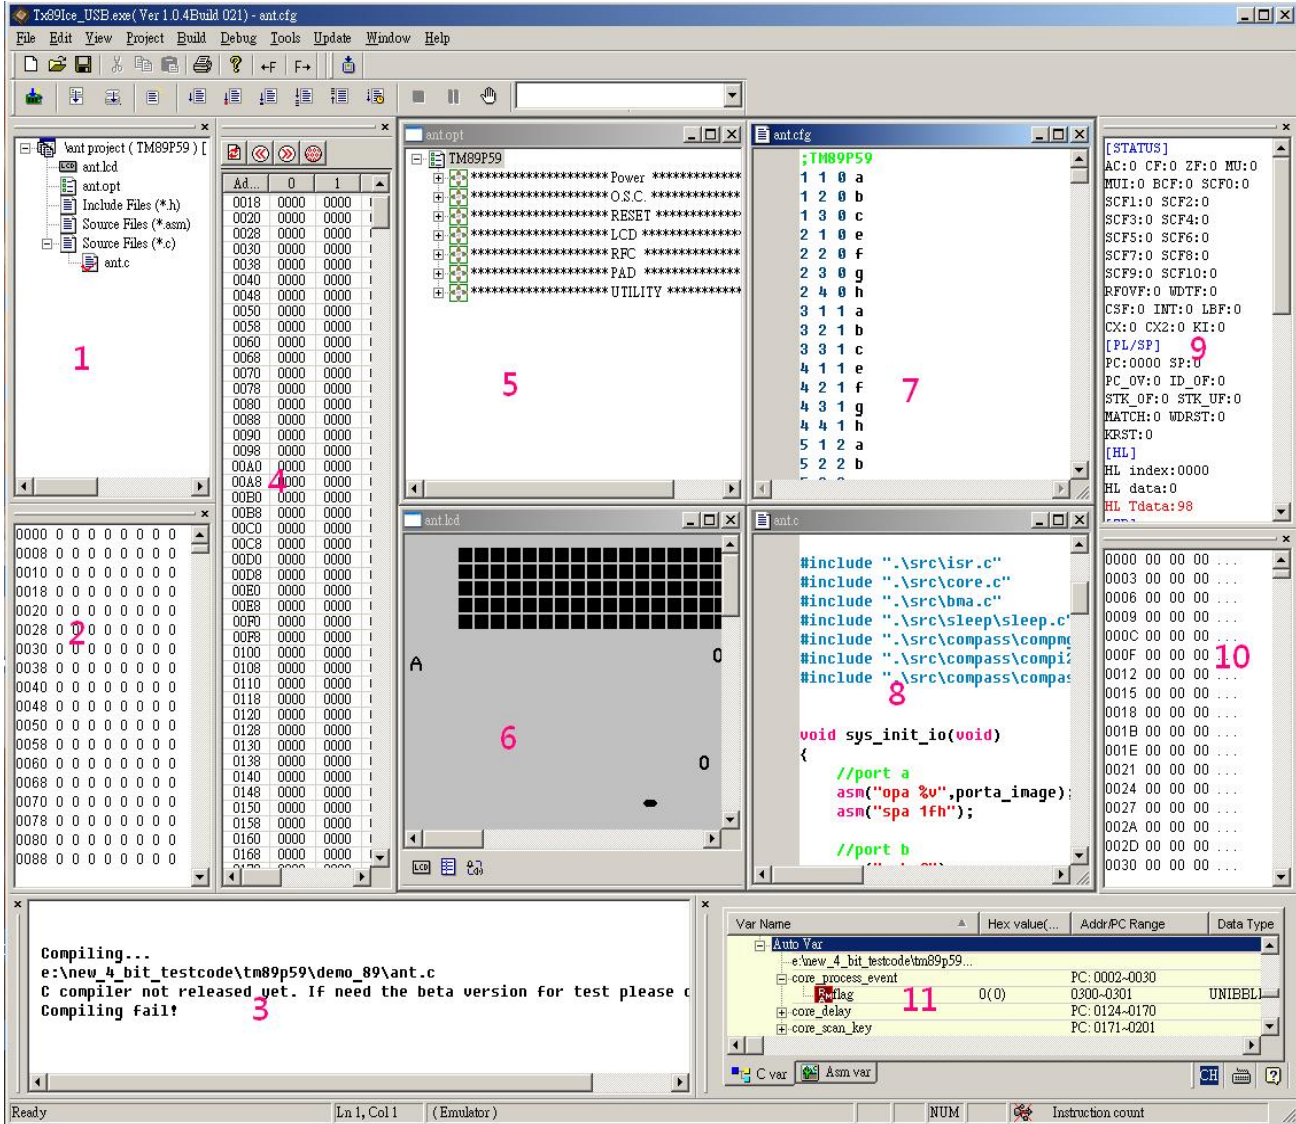 Tx89Ice_USB.exe( Ver 1.0.4Build 021) - ant.cfg
File Edit View Project Build Debug Tools Update Window Help
\ant project ( TM89P59 ) [
ant.lcd
ant.opt
Include Files (*.h)
Source Files (*.asm)
Source Files (*.c)
ant.c
1
0000 0 0 0 0 0 0 0 0
0008 0 0 0 0 0 0 0 0
0010 0 0 0 0 0 0 0 0
0018 0 0 0 0 0 0 0 0
0020 0 0 0 0 0 0 0 0
0028 0 0 0 0 0 0 0 0
0030 0 0 0 0 0 0 0 0
0038 0 0 0 0 0 0 0 0
0040 0 0 0 0 0 0 0 0
0048 0 0 0 0 0 0 0 0
0050 0 0 0 0 0 0 0 0
0058 0 0 0 0 0 0 0 0
0060 0 0 0 0 0 0 0 0
0068 0 0 0 0 0 0 0 0
0070 0 0 0 0 0 0 0 0
0078 0 0 0 0 0 0 0 0
0080 0 0 0 0 0 0 0 0
0088 0 0 0 0 0 0 0 0
2
Ad... 0 1
0018 0000 0000
0020 0000 0000
0028 0000 0000
0030 0000 0000
0038 0000 0000
0040 0000 0000
0048 0000 0000
0050 0000 0000
0058 0000 0000
0060 0000 0000
0068 0000 0000
0070 0000 0000
0078 0000 0000
0080 0000 0000
0088 0000 0000
0090 0000 0000
0098 0000 0000
00A0 0000 0000
00A8 0000 0000
00B0 0000 0000
00B8 0000 0000
00C0 0000 0000
00C8 0000 0000
00D0 0000 0000
00D8 0000 0000
00E0 0000 0000
00E8 0000 0000
00F0 0000 0000
00F8 0000 0000
0100 0000 0000
0108 0000 0000
0110 0000 0000
0118 0000 0000
0120 0000 0000
0128 0000 0000
0130 0000 0000
0138 0000 0000
0140 0000 0000
0148 0000 0000
0150 0000 0000
0158 0000 0000
0160 0000 0000
0168 0000 0000
4
ant.opt
TM89P59
********************Power *************
********************O.S.C. *************
********************RESET *************
********************LCD *************
********************RFC *************
********************PAD *************
********************UTILITY ***********
5
ant.lcd
A
0
0
6
LCD
ant.cfg
;TM89P59
1 1 0 a
1 2 0 b
1 3 0 c
2 1 0 e
2 2 0 f
2 3 0 g
2 4 0 h
3 1 1 a
3 2 1 b
3 3 1 c
4 1 1 e
4 2 1 f
4 3 1 g
4 4 1 h
5 1 2 a
5 2 2 b
7
ant.c
#include ".\src\isr.c"
#include ".\src\core.c"
#include ".\src\bma.c"
#include ".\src\sleep\sleep.c"
#include ".\src\compass\compmg
#include ".\src\compass\compi2
#include ".\src\compass\compas
8
void sys_init_io(void)
{
//port a
asm("opa %v",porta_image);
asm("spa 1fh");
//port b
[STATUS]
AC:0 CF:0 ZF:0 MU:0
MUI:0 BCF:0 SCF0:0
SCF1:0 SCF2:0
SCF3:0 SCF4:0
SCF5:0 SCF6:0
SCF7:0 SCF8:0
SCF9:0 SCF10:0
RFOVF:0 WDTF:0
CSF:0 INT:0 LBF:0
CX:0 CX2:0 KI:0
[PL/SP]
PC:0000 SP:0
PC_OV:0 ID_OF:0
STK_OF:0 STK_UF:0
MATCH:0 WDRST:0
KRST:0
[HL]
HL index:0000
HL data:0
HL Tdata:98
9
0000 00 00 00 ...
0003 00 00 00 ...
0006 00 00 00 ...
0009 00 00 00 ...
000C 00 00 00 ...
000F 00 00 00 ...
0012 00 00 00 ...
0015 00 00 00 ...
0018 00 00 00 ...
001B 00 00 00 ...
001E 00 00 00 ...
0021 00 00 00 ...
0024 00 00 00 ...
0027 00 00 00 ...
002A 00 00 00 ...
002D 00 00 00 ...
0030 00 00 00 ...
10
Compiling...
e:\new_4_bit_testcode\tm89p59\demo_89\ant.c
C compiler not released yet. If need the beta version for test please
Compiling fail!
3
Var Name Hex value(... Addr/PC Range Data Type
Auto Var
e:\new_4_bit_testcode\tm89p59...
core_process_event PC: 0002~0030
flag 0(0) 0300~0301 UNIBBL
core_delay PC: 0124~0170
core_scan_key PC: 0171~0201
11
C var Asm var
CH
Ready Ln 1, Col 1 ( Emulator ) NUM Instruction count